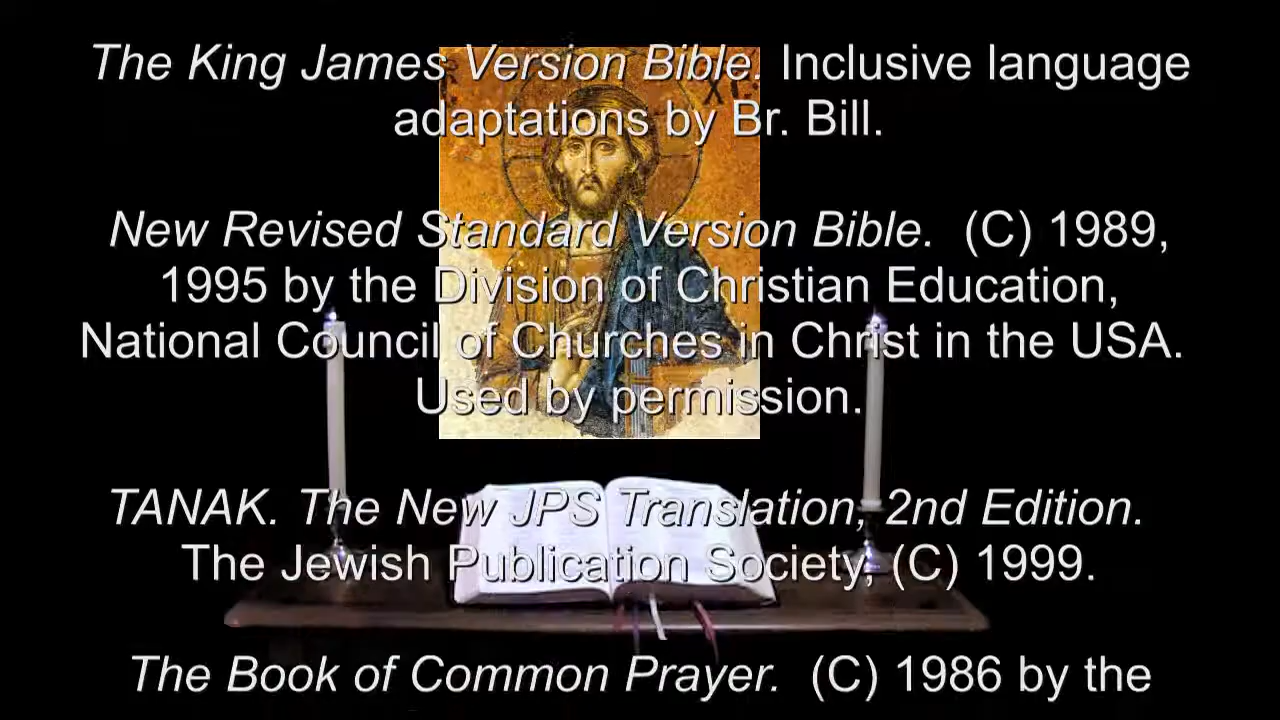 The King James Version Bible. Inclusive language
adaptations by Br. Bill.
New Revised Standard Version Bible. (C) 1989,
1995 by the Division of Christian Education,
National Council of Churches in Christ in the USA.
Used by permission.
TANAK. The New JPS Translation, 2nd Edition.
The Jewish Publication Society, (C) 1999.
The Book of Common Prayer. (C) 1986 by the